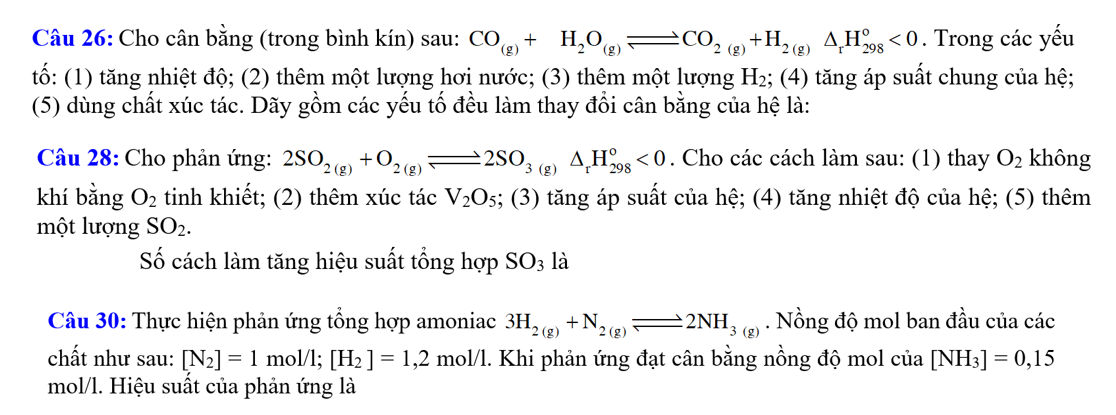 Câu 26: Cho cân bằng (trong bình kín) sau: CO(g) + H₂O(g) ⇌ CO₂ (g) + H₂ (g) ΔᵣH°₂₉₈ < 0. Trong các yếu
tố: (1) tăng nhiệt độ; (2) thêm một lượng hơi nước; (3) thêm một lượng H₂; (4) tăng áp suất chung của hệ;
(5) dùng chất xúc tác. Dãy gồm các yếu tố đều làm thay đổi cân bằng của hệ là:
Câu 28: Cho phản ứng: 2SO₂ (g) + O₂ (g) ⇌ 2SO₃ (g) ΔᵣH°₂₉₈ < 0. Cho các cách làm sau: (1) thay O₂ không
khí bằng O₂ tinh khiết; (2) thêm xúc tác V₂O₅; (3) tăng áp suất của hệ; (4) tăng nhiệt độ của hệ; (5) thêm
một lượng SO₂.
Số cách làm tăng hiệu suất tổng hợp SO₃ là
Câu 30: Thực hiện phản ứng tổng hợp amoniac 3H₂ (g) + N₂ (g) ⇌ 2NH₃ (g). Nồng độ mol ban đầu của các
chất như sau: [N₂] = 1 mol/l; [H₂ ] = 1,2 mol/l. Khi phản ứng đạt cân bằng nồng độ mol của [NH₃] = 0,15
mol/l. Hiệu suất của phản ứng là